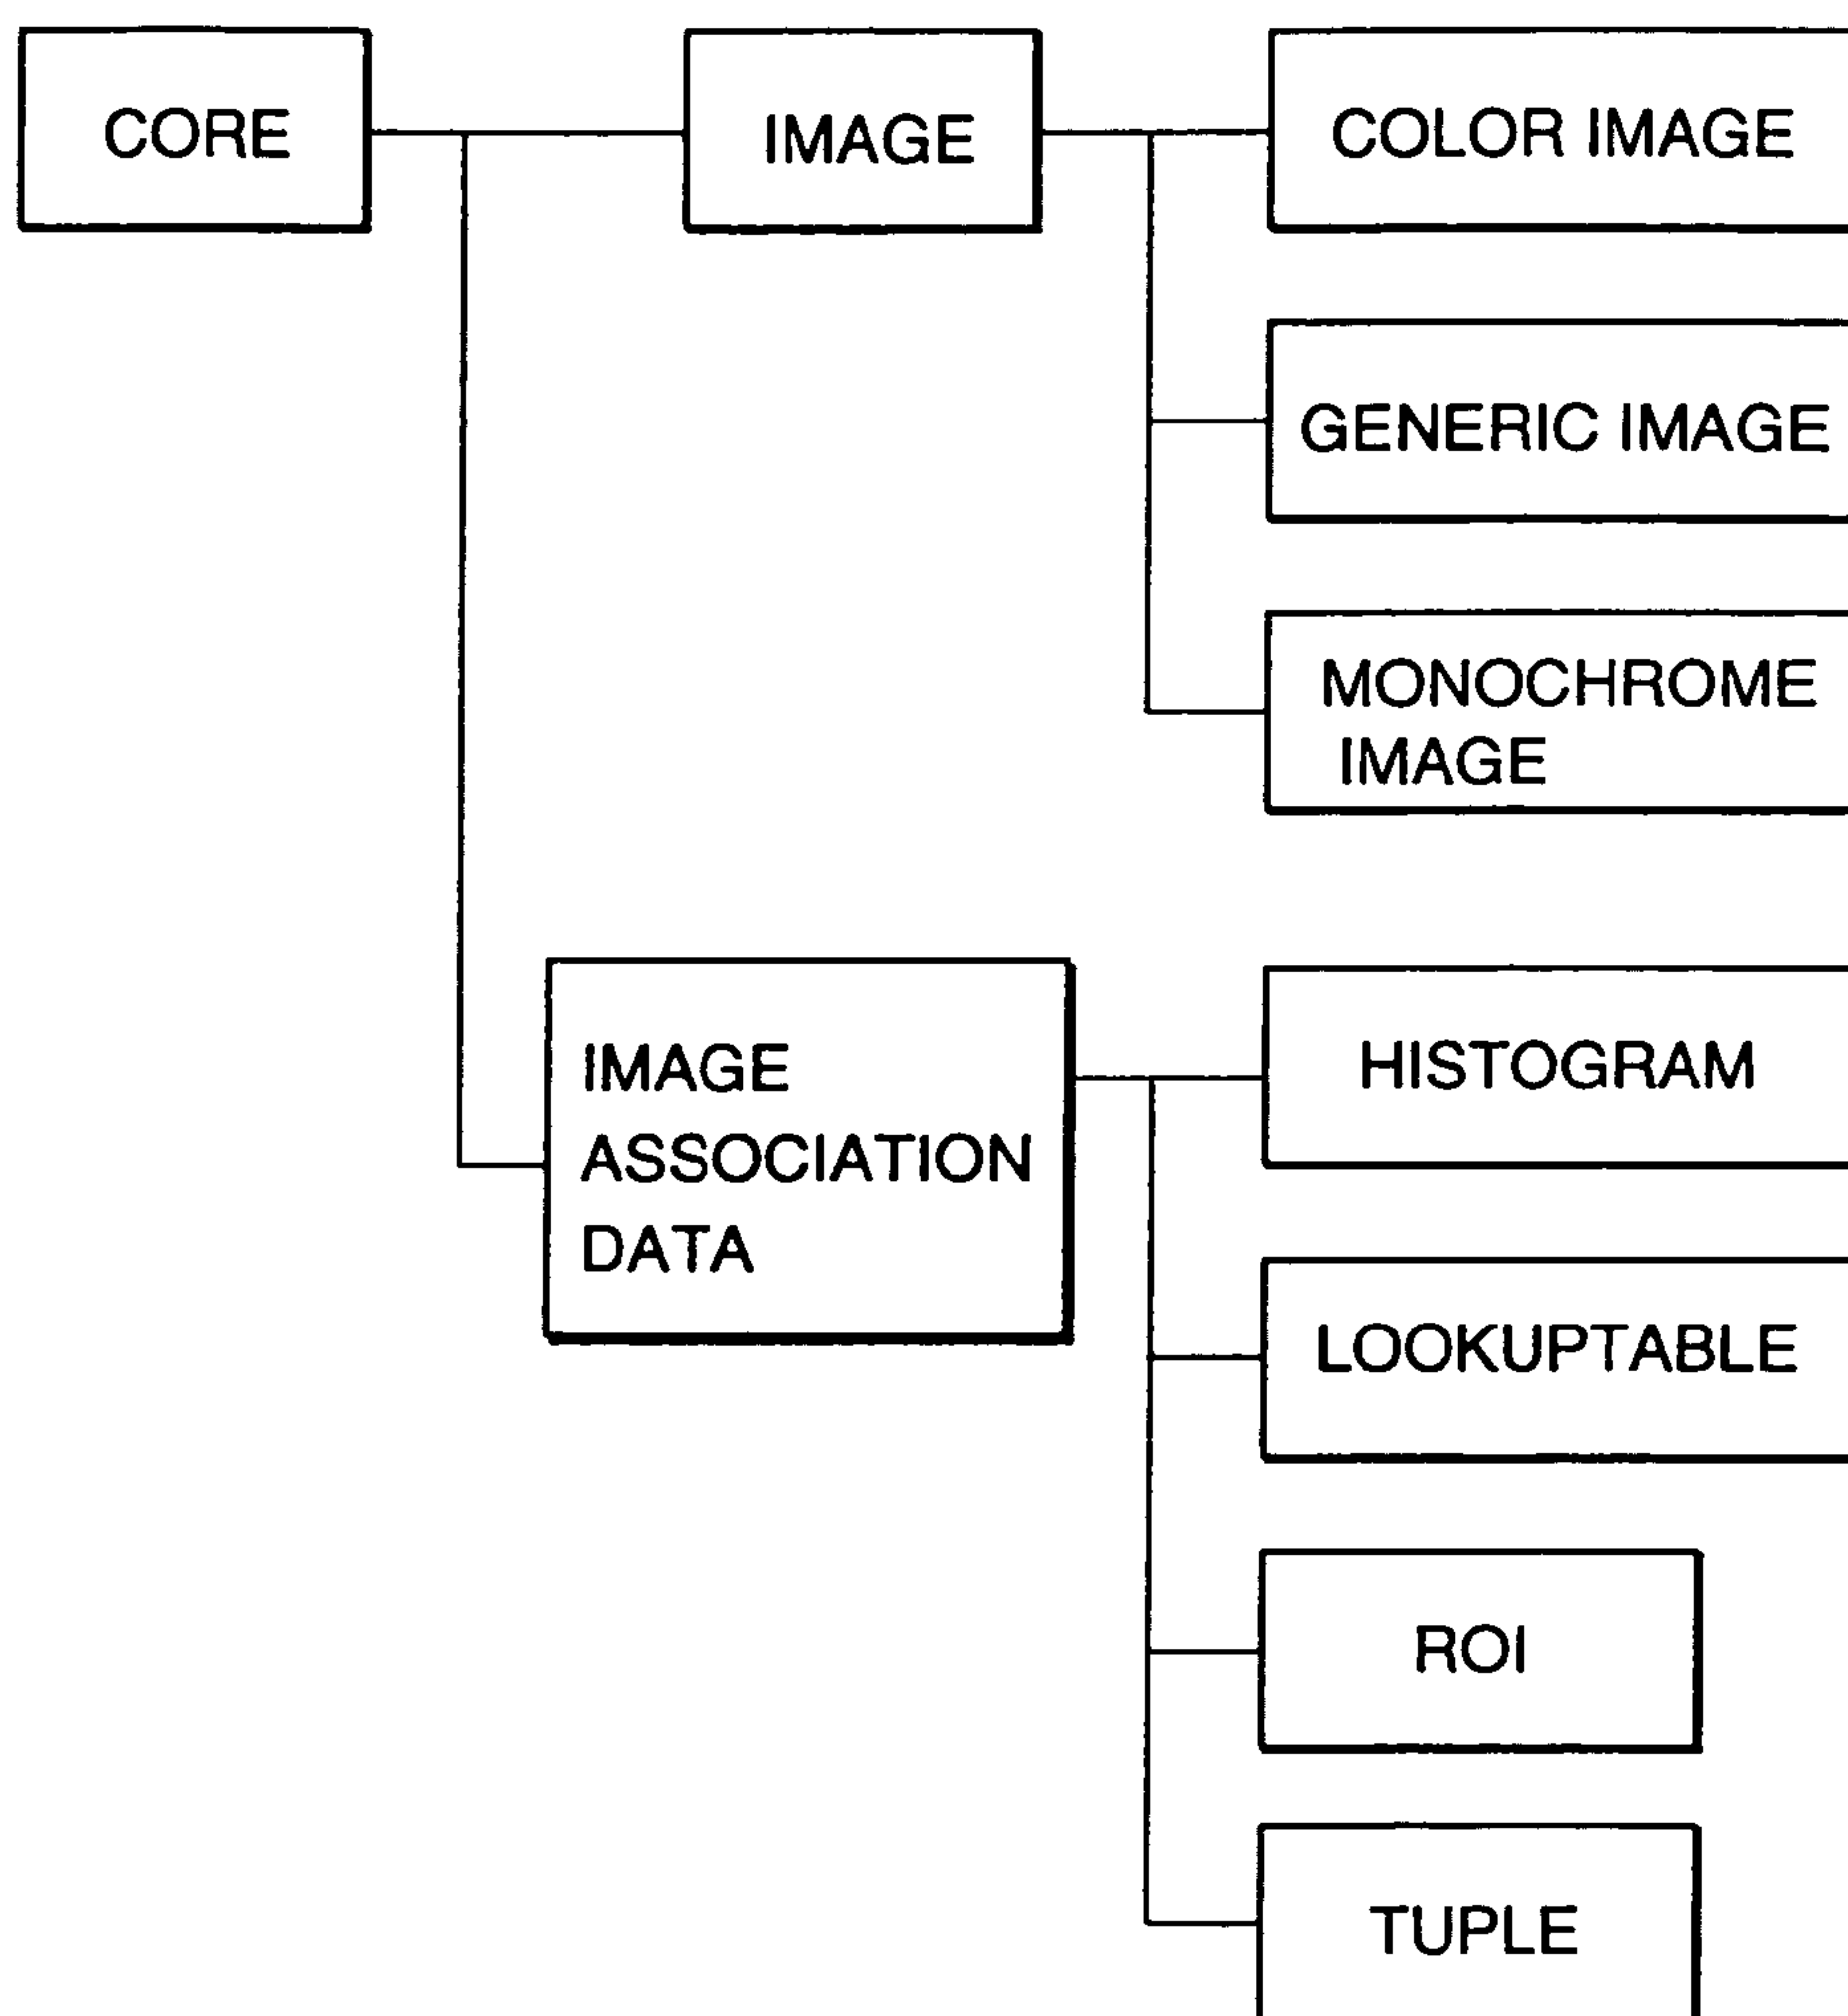 CORE
IMAGE
COLOR IMAGE
GENERIC IMAGE
MONOCHROME
IMAGE
IMAGE
ASSOCIATION
DATA
HISTOGRAM
LOOKUPTABLE
ROI
TUPLE